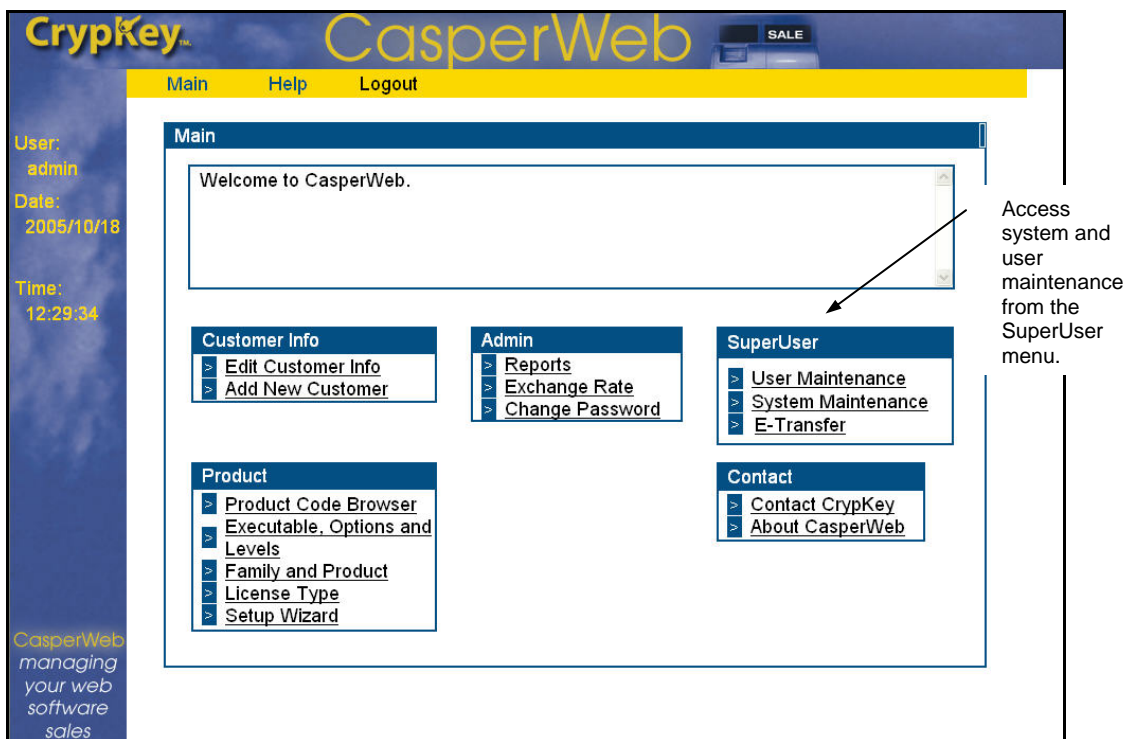 CrypKey™
CasperWeb
SALE
Main Help Logout
User:
admin
Date:
2005/10/18
Time:
12:29:34
Main
Welcome to CasperWeb.
Access
system and
user
maintenance
from the
SuperUser
menu.
Customer Info
> Edit Customer Info
> Add New Customer
Admin
> Reports
> Exchange Rate
> Change Password
SuperUser
> User Maintenance
> System Maintenance
> E-Transfer
Product
> Product Code Browser
> Executable, Options and
Levels
> Family and Product
> License Type
> Setup Wizard
Contact
> Contact CrypKey
> About CasperWeb
CasperWeb
managing
your web
software
sales